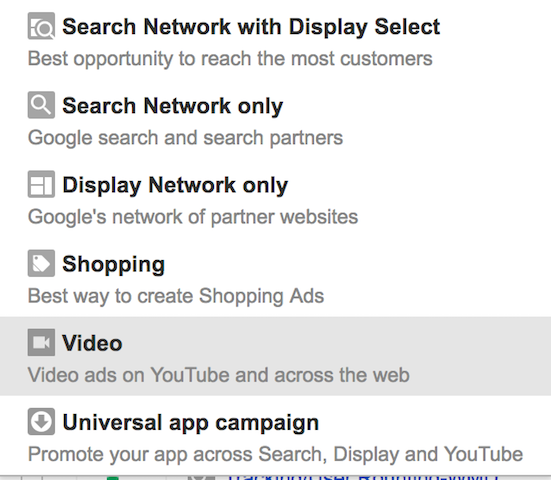 Search Network with Display Select
Best opportunity to reach the most customers
Search Network only
Google search and search partners
Display Network only
Google's network of partner websites
Shopping
Best way to create Shopping Ads
Video
Video ads on YouTube and across the web
Universal app campaign
Promote your app across Search, Display and YouTube